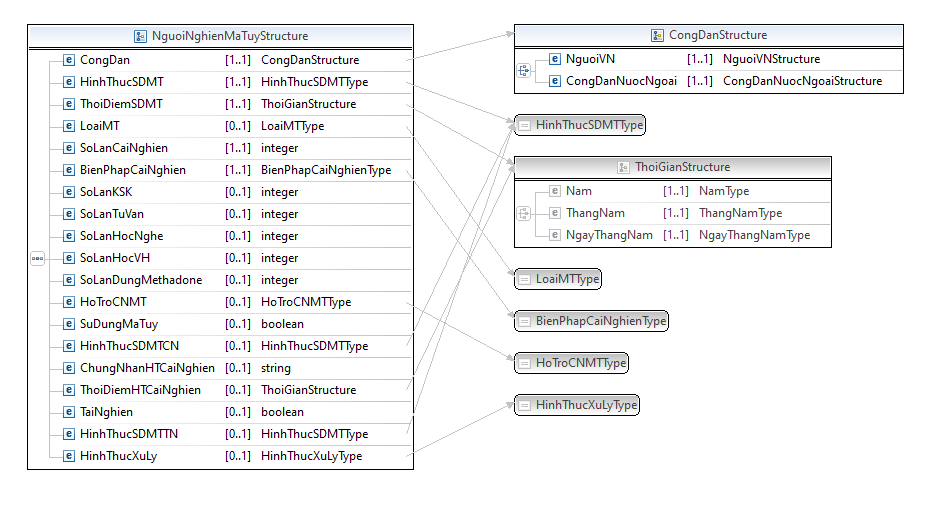 NguoiNghienMaTuyStructure
CongDan [1..1] CongDanStructure
HinhThucSDMT [1..1] HinhThucSDMTType
ThoiDiemSDMT [1..1] ThoiGianStructure
LoaiMT [0..1] LoaiMTType
SoLanCaiNghien [1..1] integer
BienPhapCaiNghien [1..1] BienPhapCaiNghienType
SoLanKSK [0..1] integer
SoLanTuVan [0..1] integer
SoLanHocNghe [0..1] integer
SoLanHocVH [0..1] integer
SoLanDungMethadone [0..1] integer
HoTroCNMT [0..1] HoTroCNMTType
SuDungMaTuy [0..1] boolean
HinhThucSDMTCN [0..1] HinhThucSDMTType
ChungNhanHTCaiNghien [0..1] string
ThoiDiemHTCaiNghien [0..1] ThoiGianStructure
TaiNghien [0..1] boolean
HinhThucSDMTTN [0..1] HinhThucSDMTType
HinhThucXuLy [0..1] HinhThucXuLyType
CongDanStructure
NguoiVN [1..1] NguoiVNStructure
CongDanNuocNgoai [1..1] CongDanNuocNgoaiStructure
HinhThucSDMTType
ThoiGianStructure
Nam [1..1] NamType
ThangNam [1..1] ThangNamType
NgayThangNam [1..1] NgayThangNamType
LoaiMTType
BienPhapCaiNghienType
HoTroCNMTType
HinhThucXuLyType